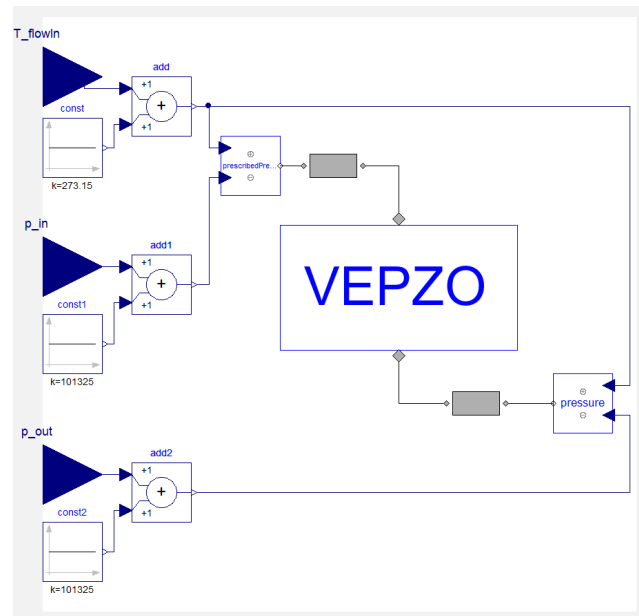 T_flowIn
add
+1
+
+1
const
k=273.15
prescribedPre...
p_in
add1
+1
+
+1
const1
k=101325
VEPZO
pressure
p_out
add2
+1
+
+1
const2
k=101325